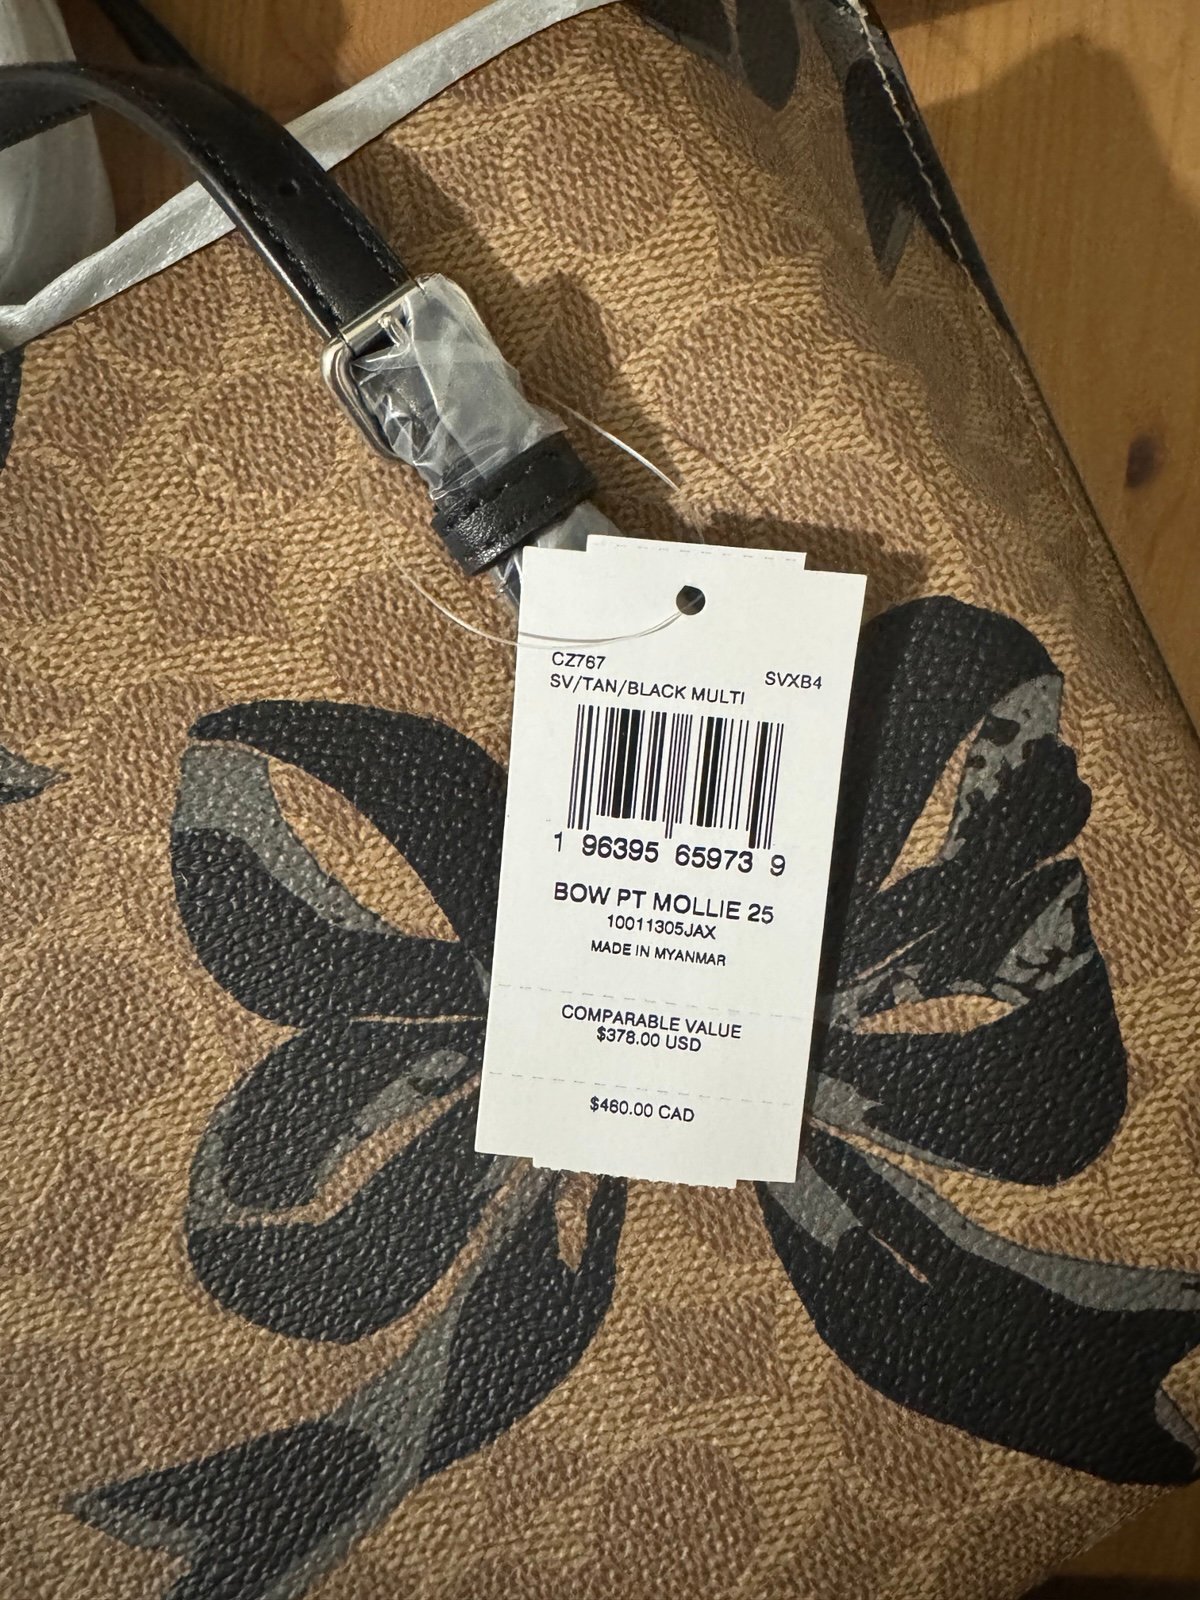 CZ767
SV/TAN/BLACK MULTI SVXB4
1 96395 65973 9
BOW PT MOLLIE 25
10011305JAX
MADE IN MYANMAR
COMPARABLE VALUE
$378.00 USD
$460.00 CAD